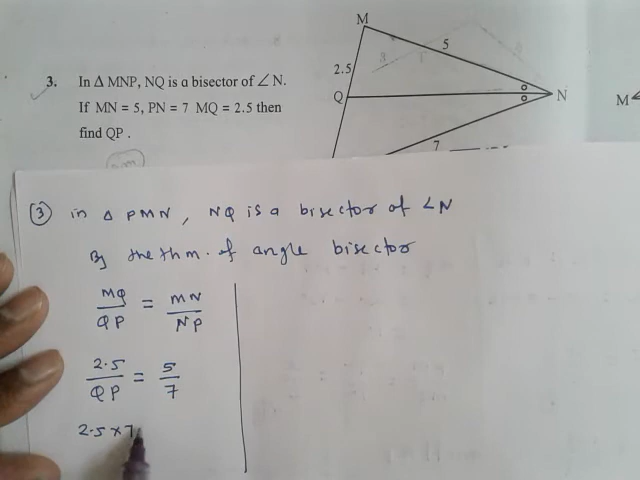 3. In Δ MNP, NQ is a bisector of ∠N.
If MN = 5, PN = 7 MQ = 2.5 then
find QP .
M
5
2.5
Q
N
7
M
③ in Δ PMN, NQ is a bisector of ∠N
By the thm. of angle bisector
MQ/QP = MN/NP
2.5/QP = 5/7
2.5 × 7